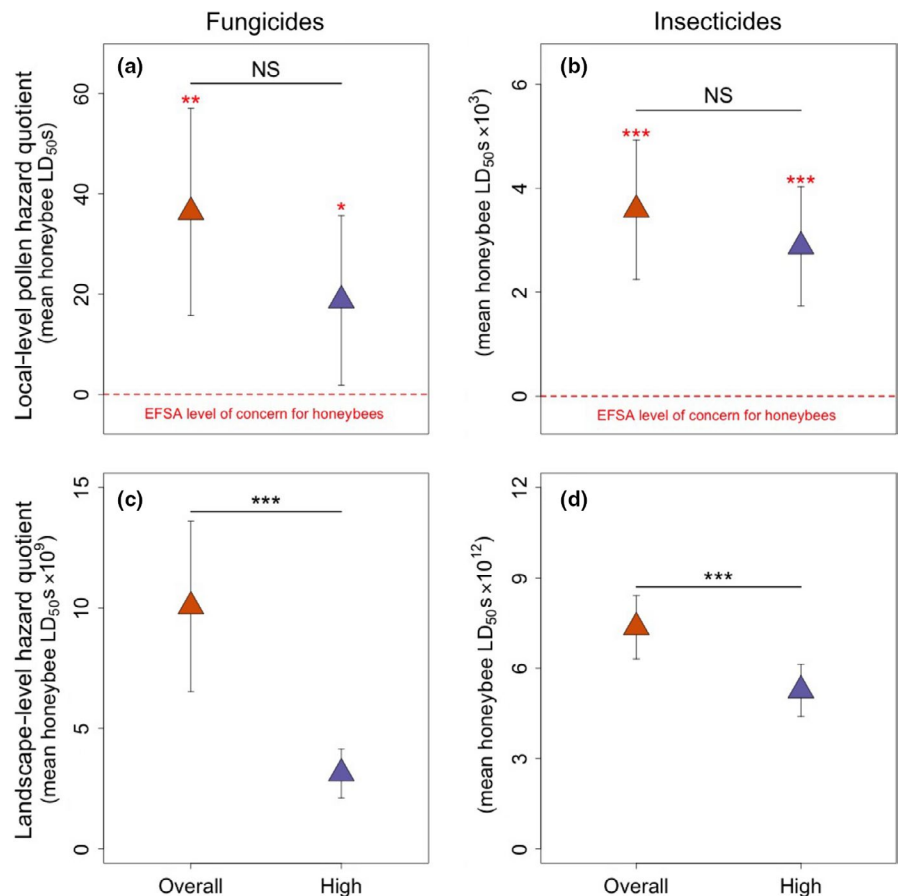 Fungicides
Insecticides
(a)
NS
**
*
Local-level pollen hazard quotient
(mean honeybee LD₅₀s)
60
40
20
0
EFSA level of concern for honeybees
(b)
NS
***
***
(mean honeybee LD₅₀s ×10³)
6
4
2
0
EFSA level of concern for honeybees
(c)
***
Landscape-level hazard quotient
(mean honeybee LD₅₀s ×10⁹)
15
10
5
0
Overall
High
(d)
***
(mean honeybee LD₅₀s ×10¹²)
12
9
6
3
0
Overall
High